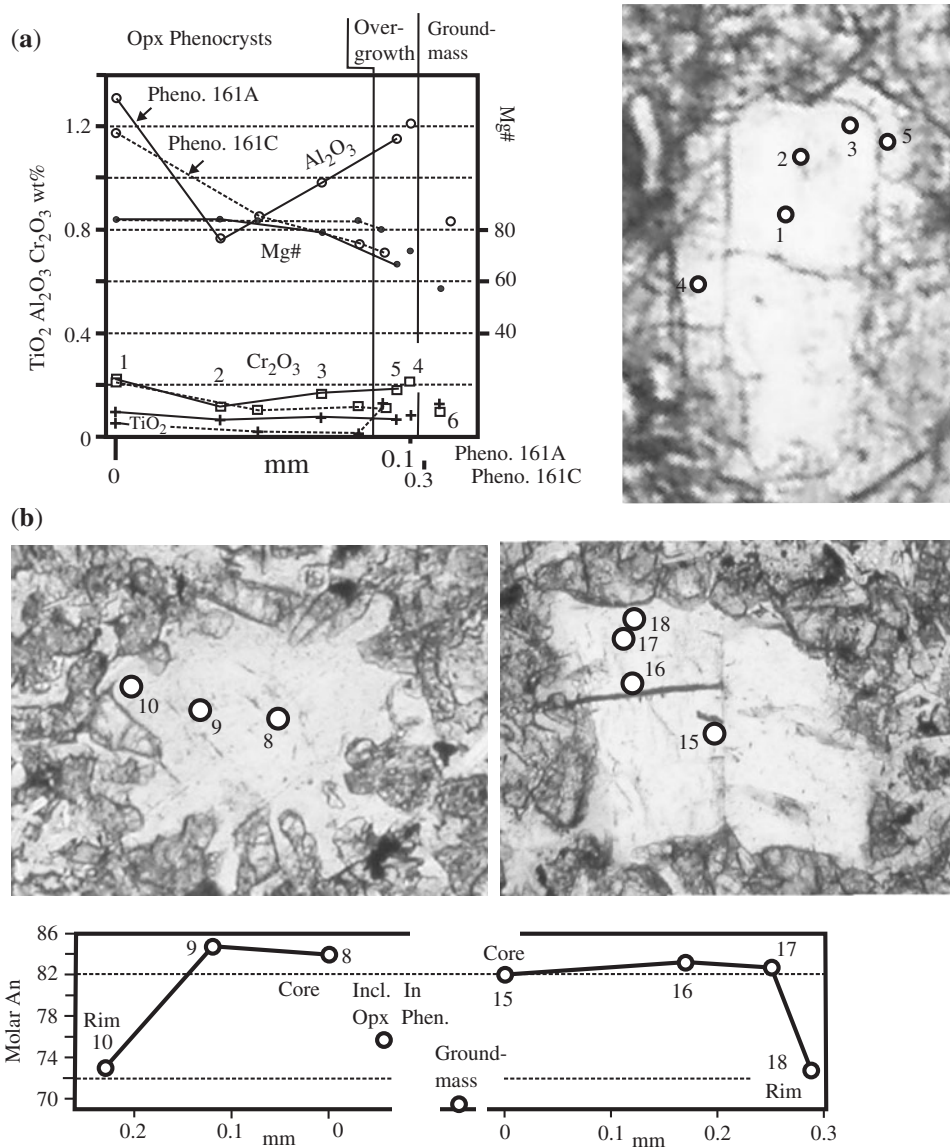 (a)
Opx Phenocrysts
Over-
growth
Ground-
mass
Pheno. 161A
Pheno. 161C
Al2O3
Mg#
Cr2O3
TiO2
TiO2 Al2O3 Cr2O3 wt%
1.2
0.8
0.4
0
Mg#
80
60
40
1
2
3
5
4
6
0
mm
0.1
0.3
Pheno. 161A
Pheno. 161C
1
2
3
4
5
(b)
10
9
8
18
17
16
15
Molar An
86
82
78
74
70
9
8
Core
Rim
10
Incl. In
Opx Phen.
Ground-
mass
Core
15
16
17
18
Rim
0.2
0.1
0
mm
0
0.1
0.2
0.3
mm